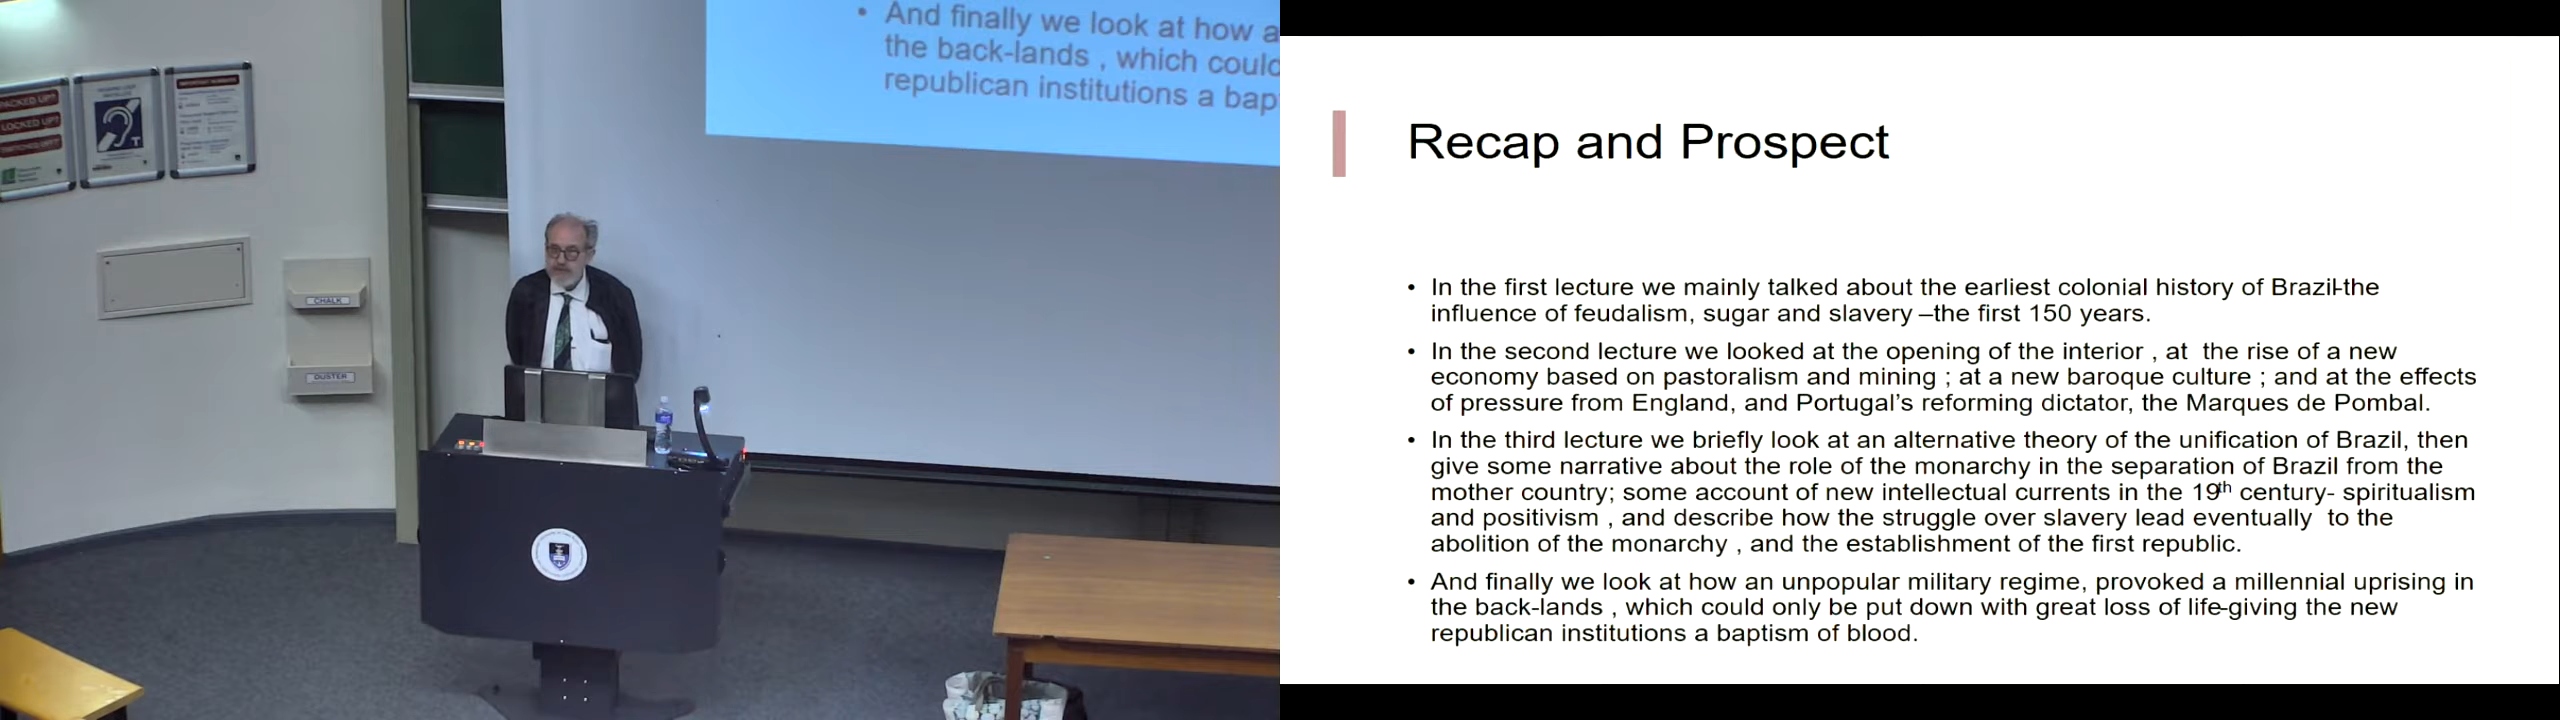 PACKED UP?
LOCKED UP?
SWITCHED OFF?
T
CHALK
DUSTER
• And finally we look at how a
the back-lands , which could
republican institutions a bap
Recap and Prospect
• In the first lecture we mainly talked about the earliest colonial history of Brazil-the
influence of feudalism, sugar and slavery –the first 150 years.
• In the second lecture we looked at the opening of the interior , at the rise of a new
economy based on pastoralism and mining ; at a new baroque culture ; and at the effects
of pressure from England, and Portugal's reforming dictator, the Marques de Pombal.
• In the third lecture we briefly look at an alternative theory of the unification of Brazil, then
give some narrative about the role of the monarchy in the separation of Brazil from the
mother country; some account of new intellectual currents in the 19th century- spiritualism
and positivism , and describe how the struggle over slavery lead eventually to the
abolition of the monarchy , and the establishment of the first republic.
• And finally we look at how an unpopular military regime, provoked a millennial uprising in
the back-lands , which could only be put down with great loss of life–giving the new
republican institutions a baptism of blood.